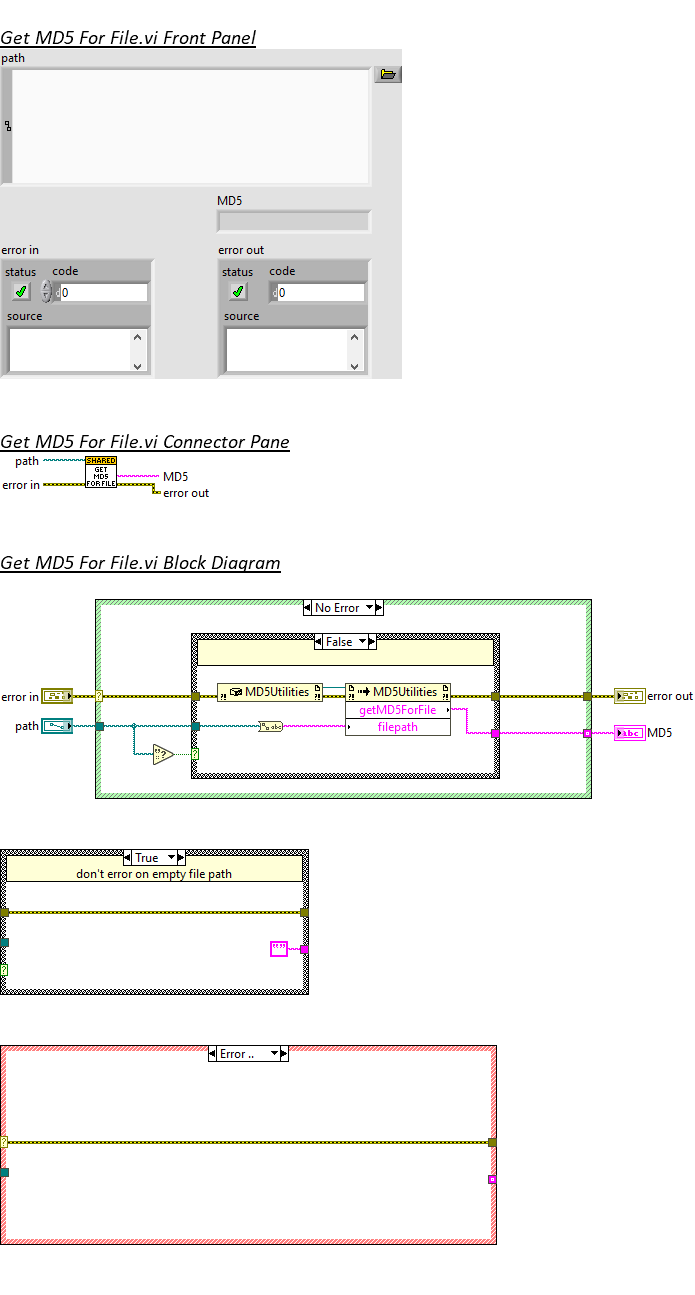 Get MD5 For File.vi Front Panel
path
MD5
error in
error out
status code
status code
0
0
source
source
Get MD5 For File.vi Connector Pane
path
SHARED
GET
MD5
FOR FILE
MD5
error in
error out
Get MD5 For File.vi Block Diagram
No Error
False
error in
MD5Utilities
MD5Utilities
error out
getMD5ForFile
path
abc
filepath
abc
MD5
?
?
?
True
don't error on empty file path
""
?
Error ..
?